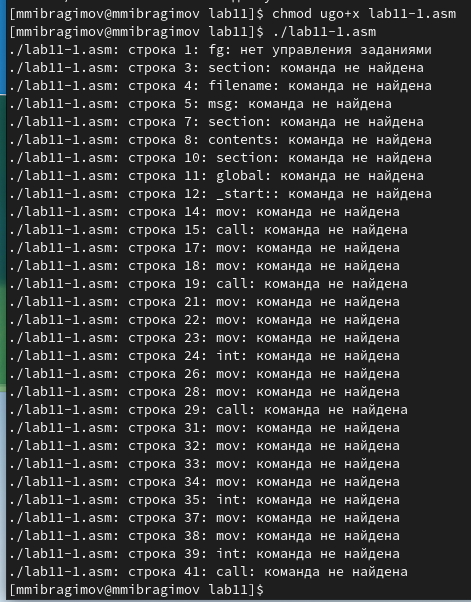 [mmibragimov@mmibragimov lab11]$ chmod ugo+x lab11-1.asm
[mmibragimov@mmibragimov lab11]$ ./lab11-1.asm
./lab11-1.asm: строка 1: fg: нет управления заданиями
./lab11-1.asm: строка 3: section: команда не найдена
./lab11-1.asm: строка 4: filename: команда не найдена
./lab11-1.asm: строка 5: msg: команда не найдена
./lab11-1.asm: строка 7: section: команда не найдена
./lab11-1.asm: строка 8: contents: команда не найдена
./lab11-1.asm: строка 10: section: команда не найдена
./lab11-1.asm: строка 11: global: команда не найдена
./lab11-1.asm: строка 12: _start:: команда не найдена
./lab11-1.asm: строка 14: mov: команда не найдена
./lab11-1.asm: строка 15: call: команда не найдена
./lab11-1.asm: строка 17: mov: команда не найдена
./lab11-1.asm: строка 18: mov: команда не найдена
./lab11-1.asm: строка 19: call: команда не найдена
./lab11-1.asm: строка 21: mov: команда не найдена
./lab11-1.asm: строка 22: mov: команда не найдена
./lab11-1.asm: строка 23: mov: команда не найдена
./lab11-1.asm: строка 24: int: команда не найдена
./lab11-1.asm: строка 26: mov: команда не найдена
./lab11-1.asm: строка 28: mov: команда не найдена
./lab11-1.asm: строка 29: call: команда не найдена
./lab11-1.asm: строка 31: mov: команда не найдена
./lab11-1.asm: строка 32: mov: команда не найдена
./lab11-1.asm: строка 33: mov: команда не найдена
./lab11-1.asm: строка 34: mov: команда не найдена
./lab11-1.asm: строка 35: int: команда не найдена
./lab11-1.asm: строка 37: mov: команда не найдена
./lab11-1.asm: строка 38: mov: команда не найдена
./lab11-1.asm: строка 39: int: команда не найдена
./lab11-1.asm: строка 41: call: команда не найдена
[mmibragimov@mmibragimov lab11]$